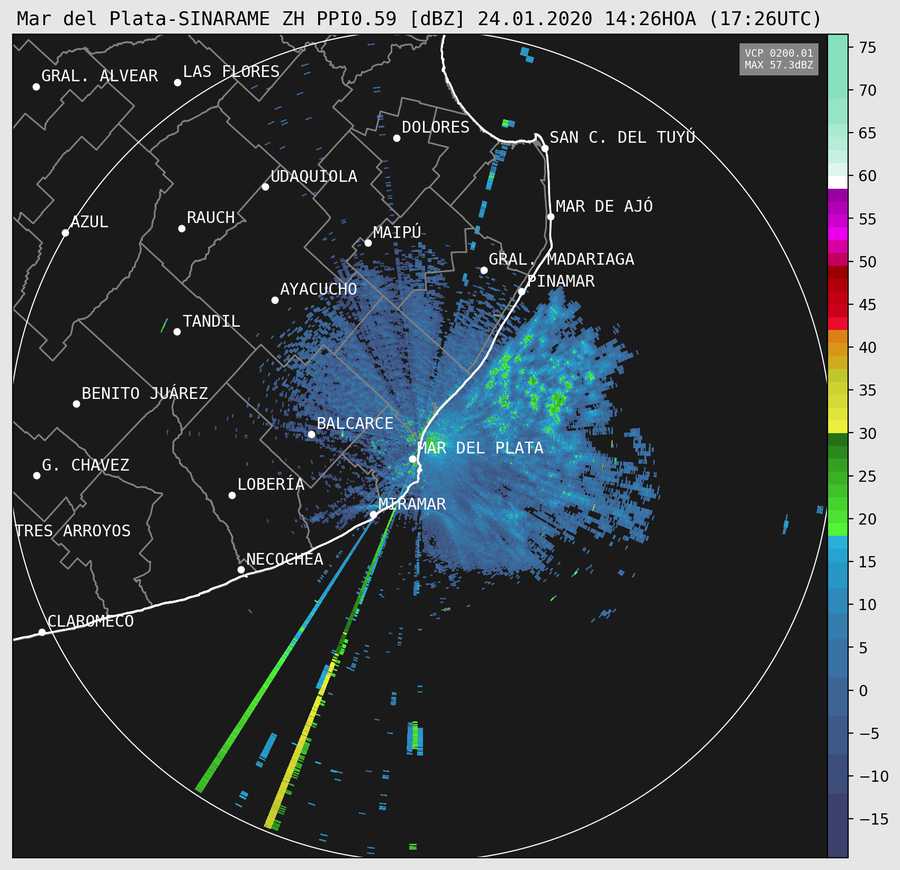 Mar del Plata-SINARAME ZH PPI0.59 [dBZ] 24.01.2020 14:26HOA (17:26UTC)
VCP 0200.01
MAX 57.3dBZ
GRAL. ALVEAR
LAS FLORES
DOLORES
SAN C. DEL TUYÚ
UDAQUIOLA
MAR DE AJÓ
AZUL
RAUCH
MAIPÚ
GRAL. MADARIAGA
PINAMAR
AYACUCHO
TANDIL
BENITO JUÁREZ
BALCARCE
MAR DEL PLATA
G. CHAVEZ
LOBERÍA
MIRAMAR
TRES ARROYOS
NECOCHEA
CLAROMECO
75
70
65
60
55
50
45
40
35
30
25
20
15
10
5
0
−5
−10
−15